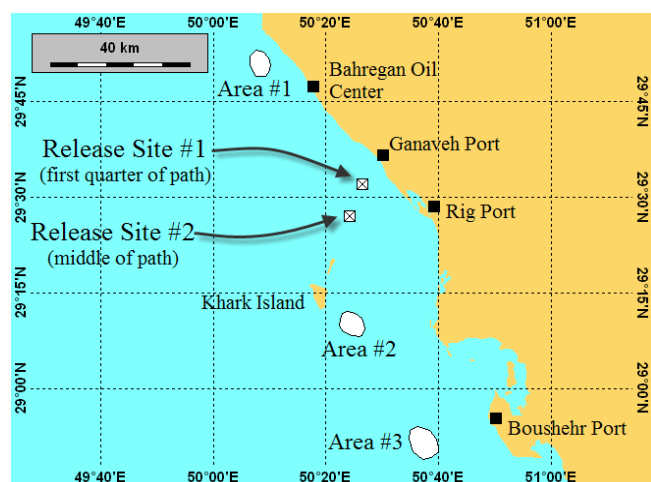 49°40'E 50°00'E 50°20'E 50°40'E 51°00'E
40 km
Area #1
Bahregan Oil
Center
29°45'N 29°45'N
Release Site #1
(first quarter of path)
Ganaveh Port
29°30'N 29°30'N
Rig Port
Release Site #2
(middle of path)
29°15'N 29°15'N
Khark Island
Area #2
29°00'N 29°00'N
Area #3
Boushehr Port
49°40'E 50°00'E 50°20'E 50°40'E 51°00'E